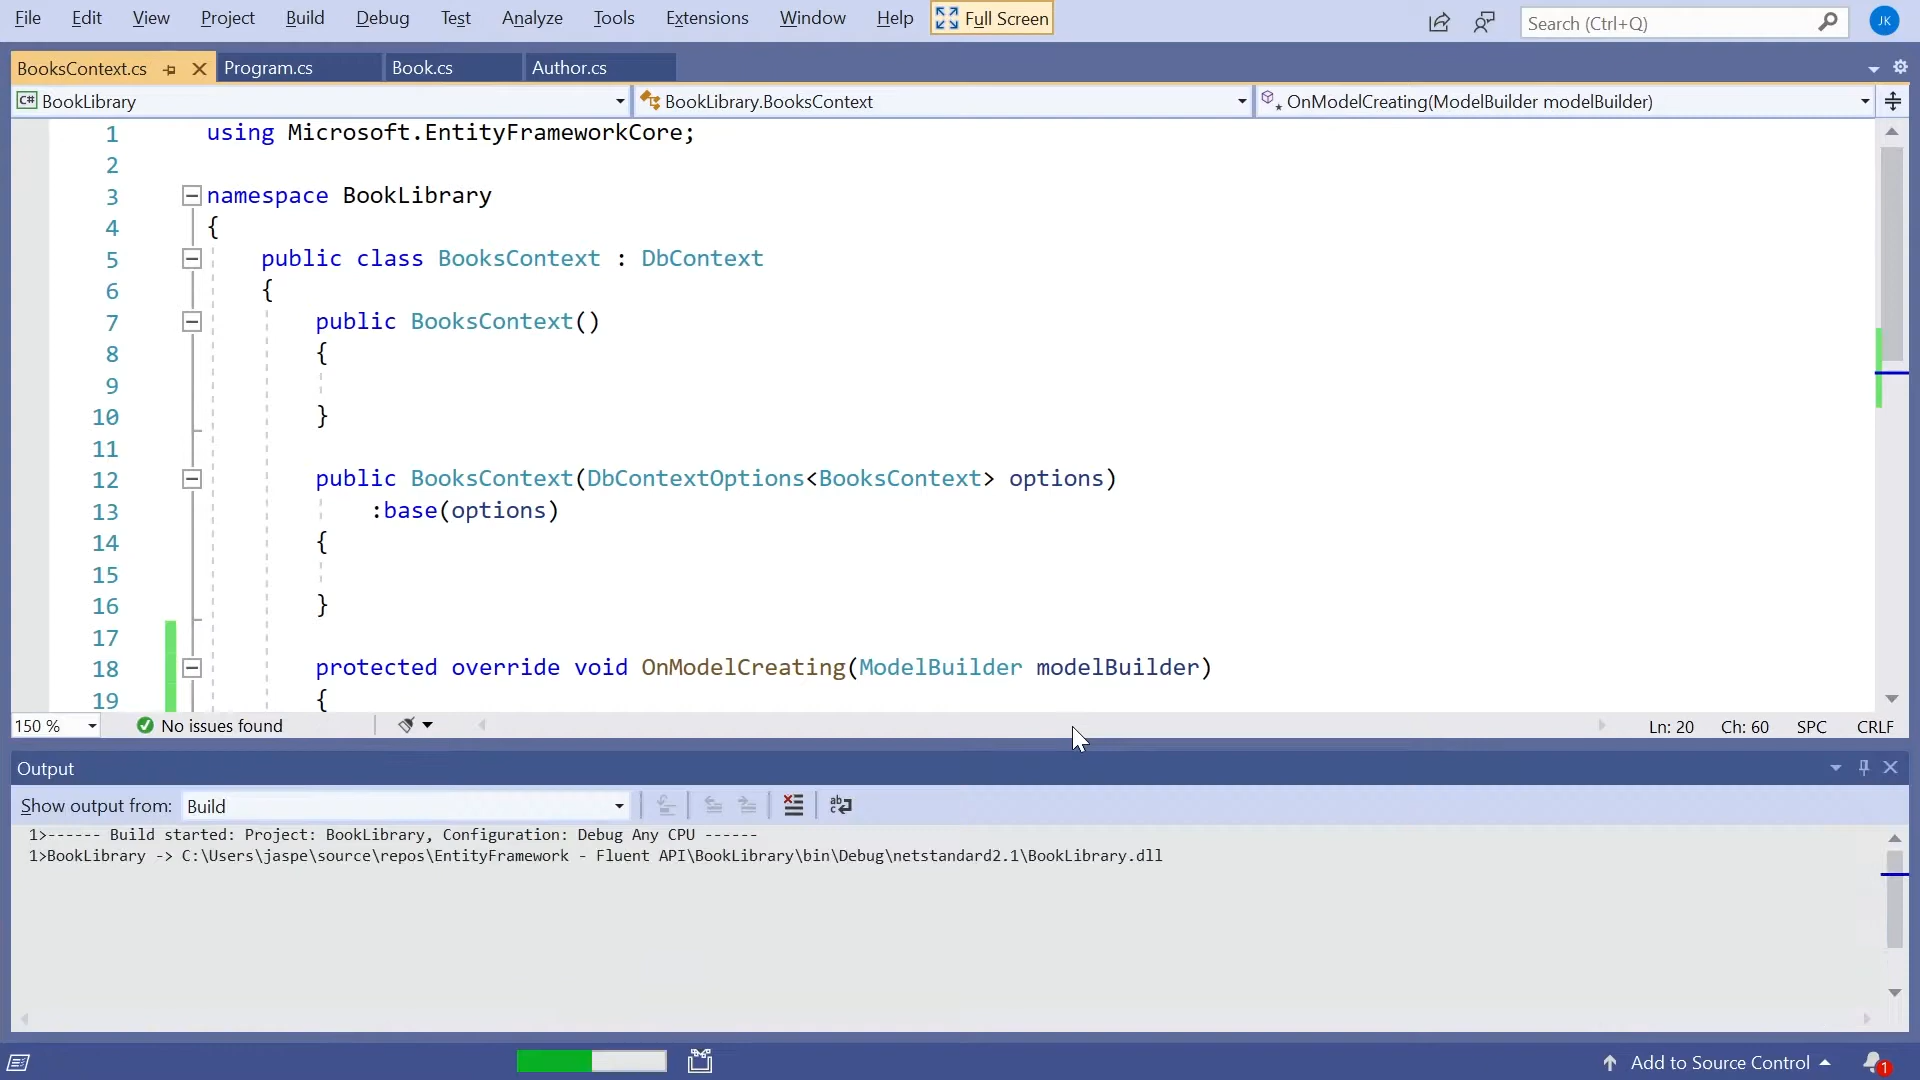 File Edit View Project Build Debug Test Analyze Tools Extensions Window Help Full Screen Search (Ctrl+Q) JK
BooksContext.cs Program.cs Book.cs Author.cs
C# BookLibrary BookLibrary.BooksContext OnModelCreating(ModelBuilder modelBuilder)
1 using Microsoft.EntityFrameworkCore;
2
3 namespace BookLibrary
4 {
5 public class BooksContext : DbContext
6 {
7 public BooksContext()
8 {
9
10 }
11
12 public BooksContext(DbContextOptions<BooksContext> options)
13 :base(options)
14 {
15
16 }
17
18 protected override void OnModelCreating(ModelBuilder modelBuilder)
19 {
150 % No issues found Ln: 20 Ch: 60 SPC CRLF
Output
Show output from: Build
1>------ Build started: Project: BookLibrary, Configuration: Debug Any CPU ------
1>BookLibrary -> C:\Users\jaspe\source\repos\EntityFramework - Fluent API\BookLibrary\bin\Debug\netstandard2.1\BookLibrary.dll
Add to Source Control 1